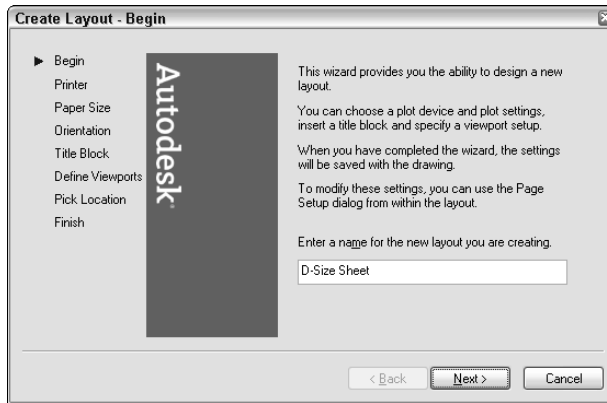 Create Layout - Begin
Begin
Printer
Paper Size
Orientation
Title Block
Define Viewports
Pick Location
Finish
Autodesk
This wizard provides you the ability to design a new
layout.
You can choose a plot device and plot settings,
insert a title block and specify a viewport setup.
When you have completed the wizard, the settings
will be saved with the drawing.
To modify these settings, you can use the Page
Setup dialog from within the layout.
Enter a name for the new layout you are creating.
D-Size Sheet
< Back
Next >
Cancel